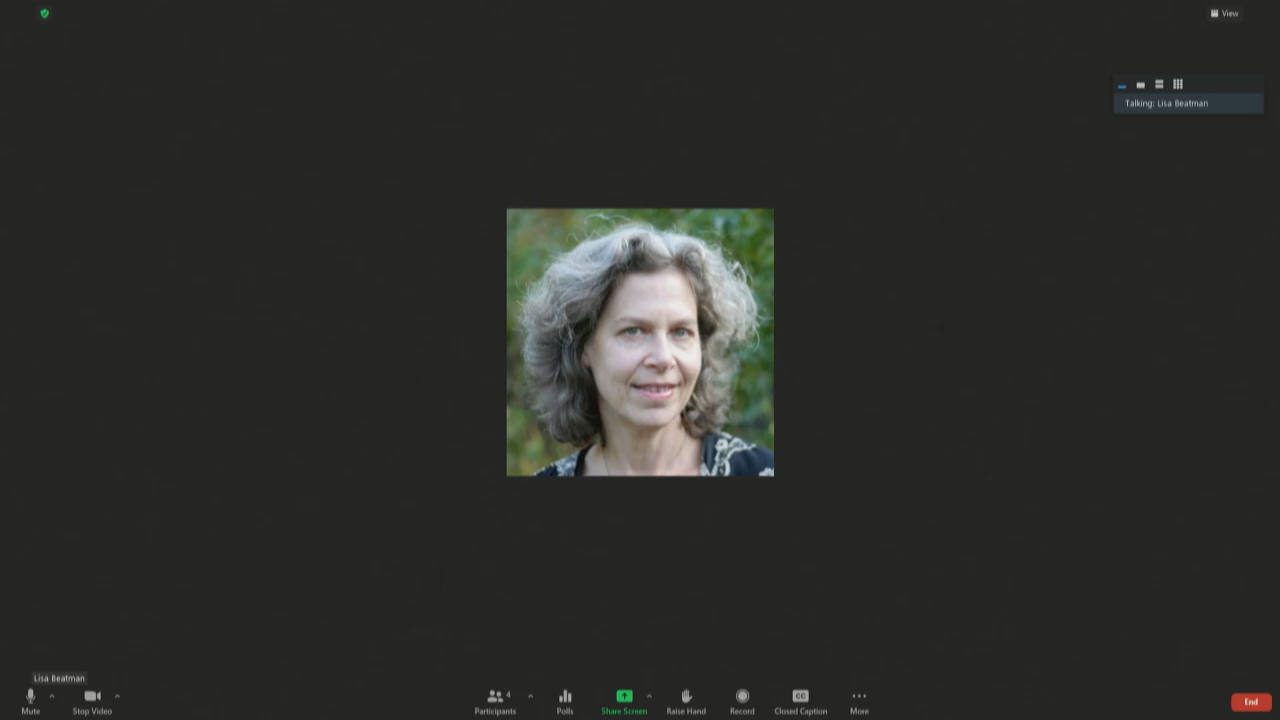 View
Talking: Lisa Beatman
Lisa Beatman
Mute
Stop Video
4
Participants
Polls
Share Screen
Raise Hand
Record
CC
Closed Caption
More
End